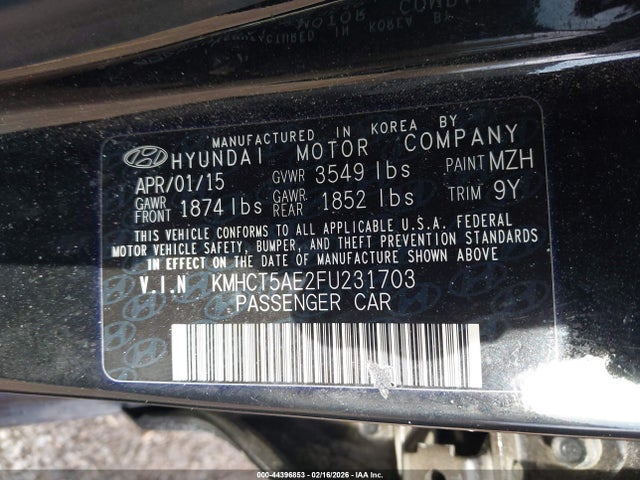 MANUFACTURED IN KOREA BY
HYUNDAI MOTOR COMPANY
APR/01/15 GVWR 3549 lbs PAINT MZH
GAWR FRONT 1874 lbs GAWR REAR 1852 lbs TRIM 9Y
THIS VEHICLE CONFORMS TO ALL APPLICABLE U.S.A. FEDERAL
MOTOR VEHICLE SAFETY, BUMPER, AND THEFT PREVENTION STANDARDS
IN EFFECT ON THE DATE OF MANUFACTURE SHOWN ABOVE
V.I.N KMHCT5AE2FU231703
PASSENGER CAR
000-44396853 - 02/16/2026 - IAA Inc.